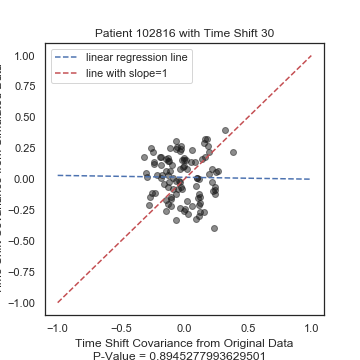 Patient 102816 with Time Shift 30
linear regression line
line with slope=1
1.00
0.75
0.50
0.25
0.00
−0.25
−0.50
−0.75
−1.00
−1.0
−0.5
0.0
0.5
1.0
Time Shift Covariance from Original Data
P-Value = 0.8945277993629501